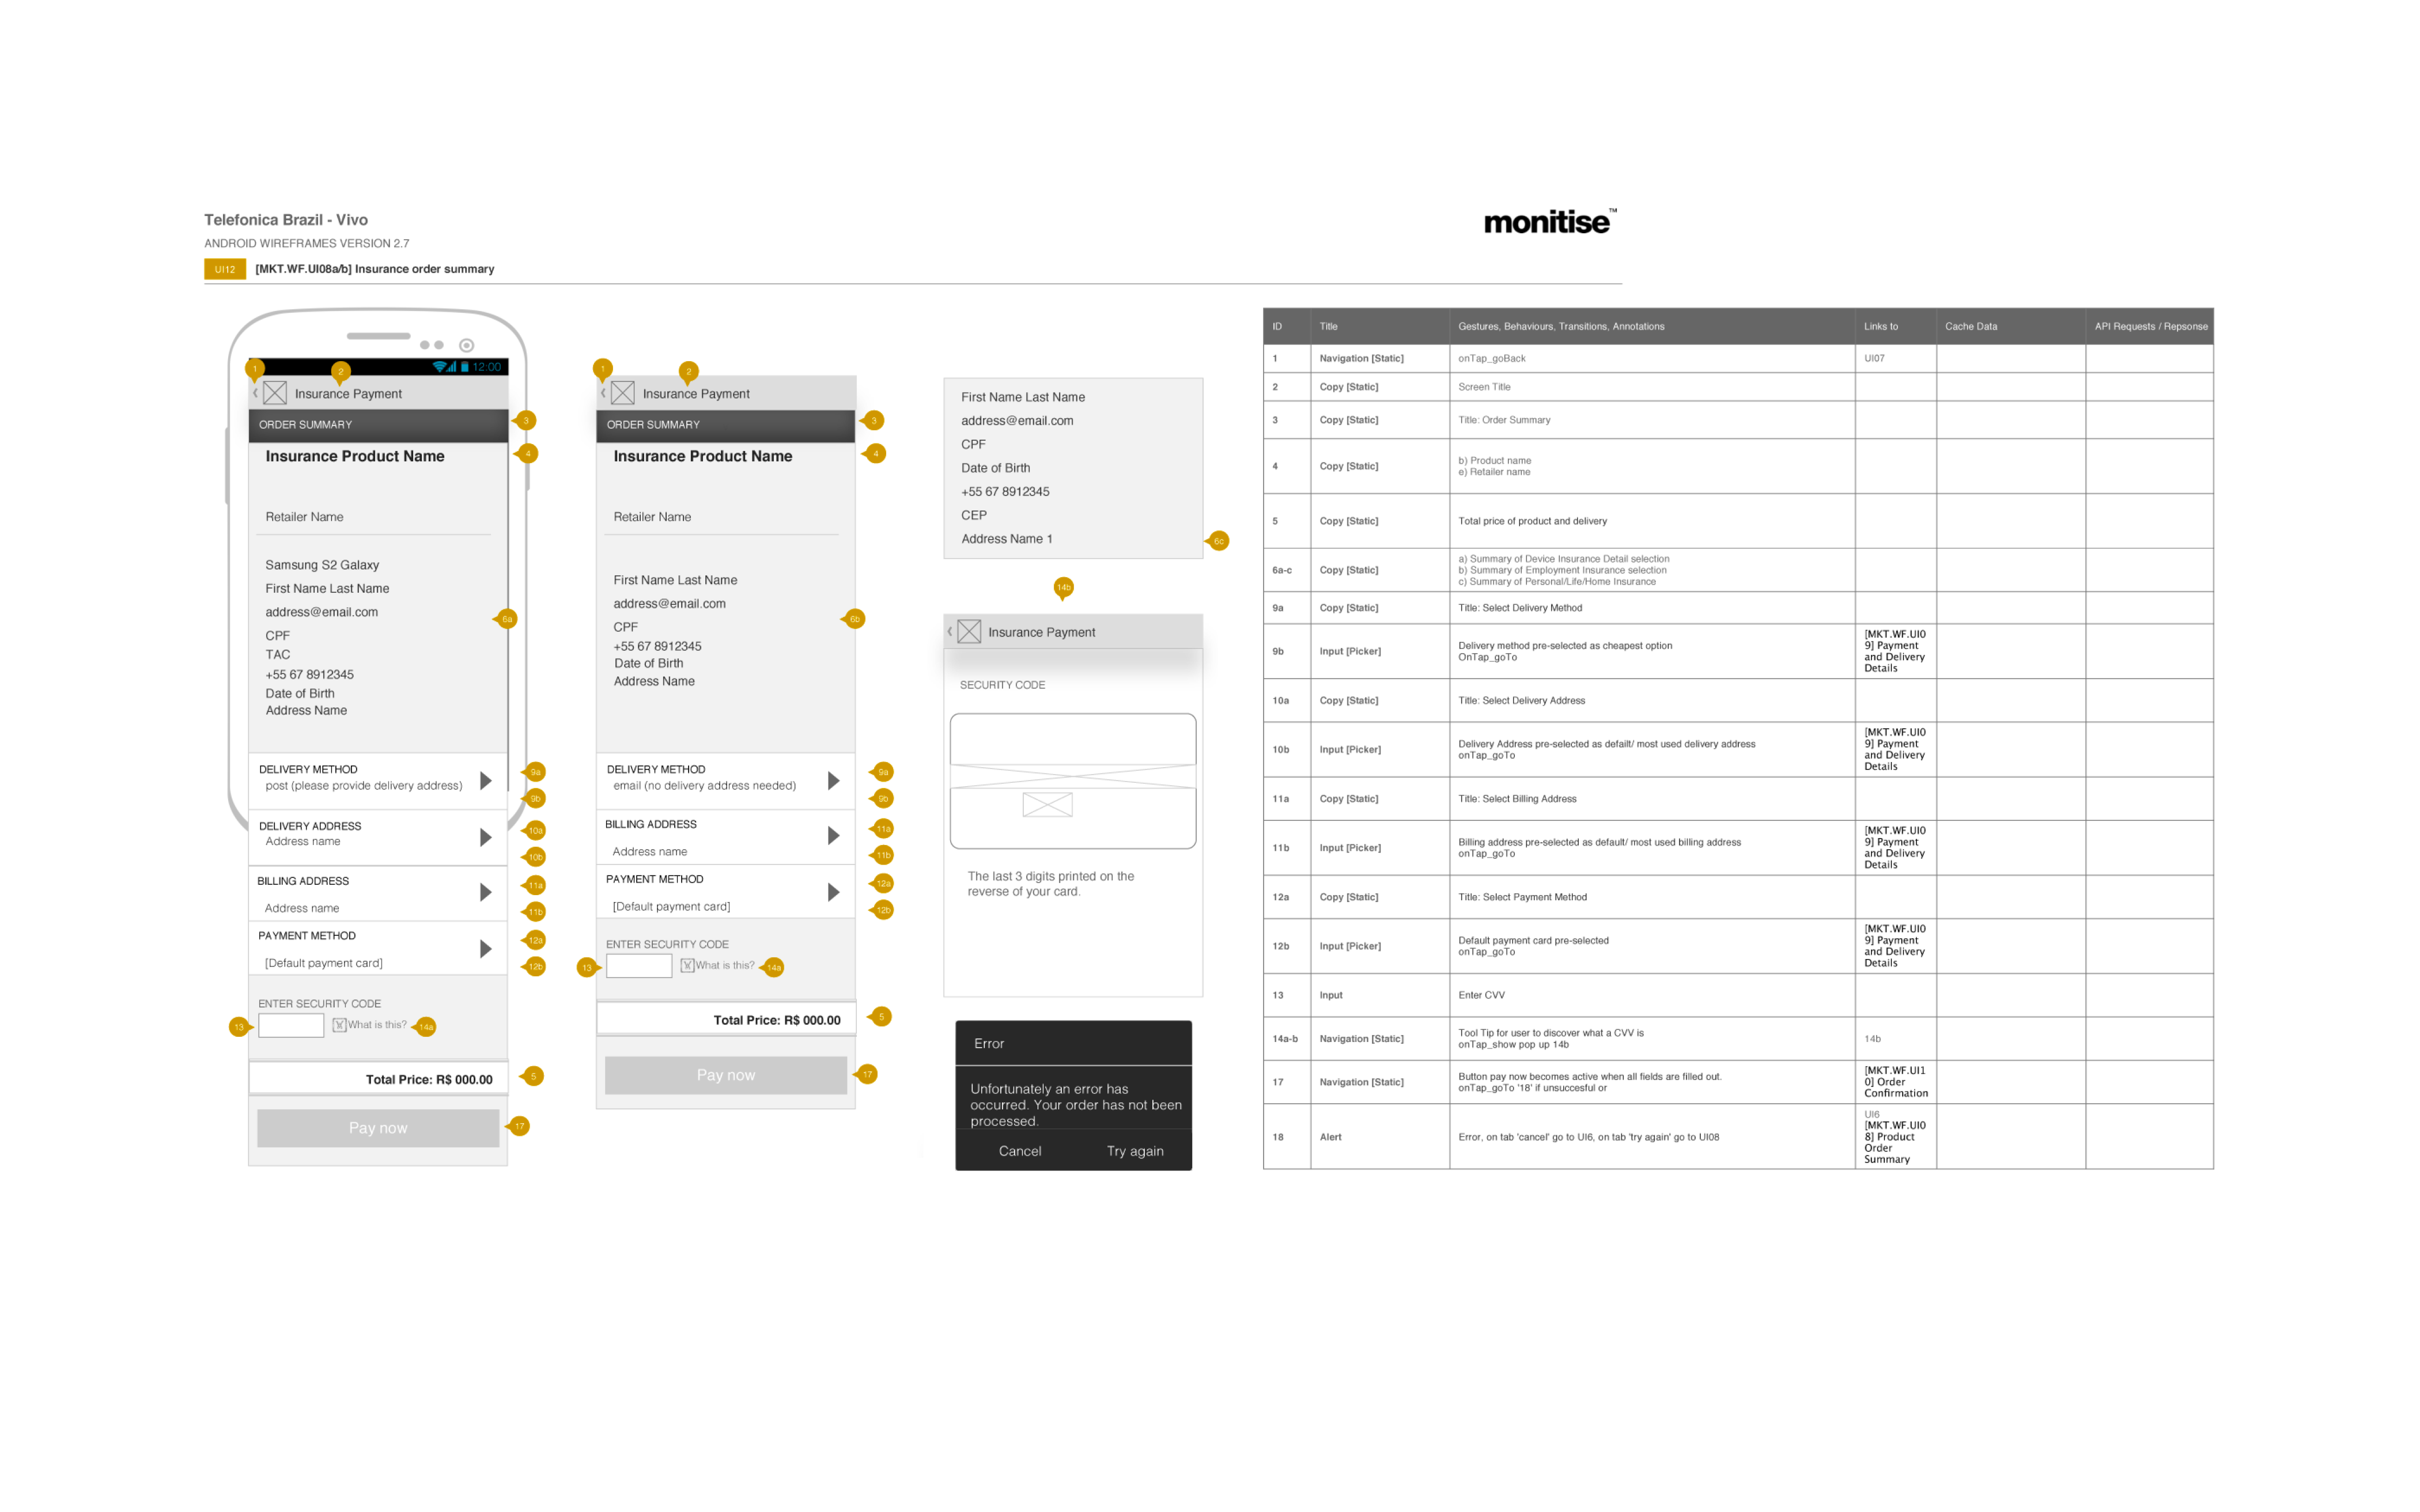 Telefonica Brazil - Vivo
ANDROID WIREFRAMES VERSION 2.7
UI12 [MKT.WF.UI08a/b] Insurance order summary
monitise™
12:00
1
2
Insurance Payment
3
ORDER SUMMARY
4
Insurance Product Name
Retailer Name
Samsung S2 Galaxy
First Name Last Name
address@email.com
6a
CPF
TAC
+55 67 8912345
Date of Birth
Address Name
DELIVERY METHOD
9a
post (please provide delivery address)
9b
DELIVERY ADDRESS
10a
Address name
10b
BILLING ADDRESS
11a
Address name
11b
PAYMENT METHOD
12a
[Default payment card]
12b
ENTER SECURITY CODE
13
What is this?
14a
Total Price: R$ 000.00
5
Pay now
17
1
2
Insurance Payment
3
ORDER SUMMARY
4
Insurance Product Name
Retailer Name
First Name Last Name
address@email.com
6b
CPF
+55 67 8912345
Date of Birth
Address Name
DELIVERY METHOD
9a
email (no delivery address needed)
9b
BILLING ADDRESS
11a
Address name
11b
PAYMENT METHOD
12a
[Default payment card]
12b
ENTER SECURITY CODE
13
What is this?
14a
Total Price: R$ 000.00
5
Pay now
17
First Name Last Name
address@email.com
CPF
Date of Birth
+55 67 8912345
CEP
Address Name 1
6c
14b
Insurance Payment
SECURITY CODE
The last 3 digits printed on the
reverse of your card.
Error
Unfortunately an error has
occurred. Your order has not been
processed.
Cancel Try again
ID Title Gestures, Behaviours, Transitions, Annotations Links to Cache Data API Requests / Repsonse
1 Navigation [Static] onTap_goBack UI07
2 Copy [Static] Screen Title
3 Copy [Static] Title: Order Summary
4 Copy [Static] b) Product name
e) Retailer name
5 Copy [Static] Total price of product and delivery
6a-c Copy [Static] a) Summary of Device Insurance Detail selection
b) Summary of Employment Insurance selection
c) Summary of Personal/Life/Home Insurance
9a Copy [Static] Title: Select Delivery Method
9b Input [Picker] Delivery method pre-selected as cheapest option
OnTap_goTo
[MKT.WF.UI0
9] Payment
and Delivery
Details
10a Copy [Static] Title: Select Delivery Address
10b Input [Picker] Delivery Address pre-selected as defailt/ most used delivery address
onTap_goTo
[MKT.WF.UI0
9] Payment
and Delivery
Details
11a Copy [Static] Title: Select Billing Address
11b Input [Picker] Billing address pre-selected as default/ most used billing address
onTap_goTo
[MKT.WF.UI0
9] Payment
and Delivery
Details
12a Copy [Static] Title: Select Payment Method
12b Input [Picker] Default payment card pre-selected
onTap_goTo
[MKT.WF.UI0
9] Payment
and Delivery
Details
13 Input Enter CVV
14a-b Navigation [Static] Tool Tip for user to discover what a CVV is
onTap_show pop up 14b
14b
17 Navigation [Static] Button pay now becomes active when all fields are filled out.
onTap_goTo '18' if unsuccesful or
[MKT.WF.UI1
0] Order
Confirmation
18 Alert Error, on tab 'cancel' go to UI6, on tab 'try again' go to UI08
UI6
[MKT.WF.UI0
8] Product
Order
Summary